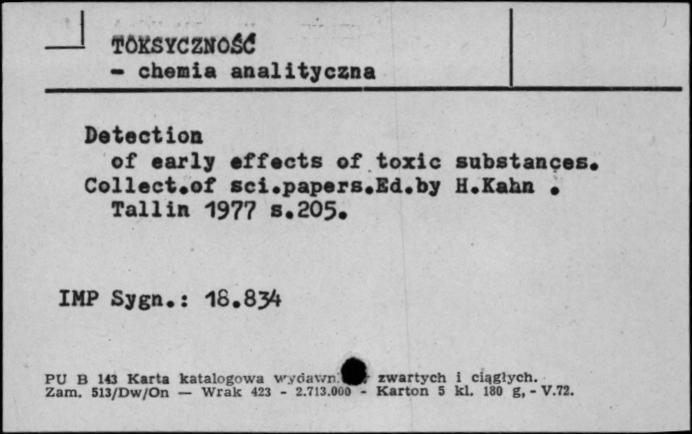 TOKSYCZNOŚĆ
- chemia analityczna
Detection
of early effects of toxic substances.
Collect.of sci.papers.Ed.by H.Kahn .
Tallin 1977 s.205.
IMP Sygn.: 18.834
PU B 143 Karta katalogowa wydawn. zwartych i ciągłych.
Zam. 513/Dw/On — Wrak 423 - 2.713.000 - Karton 5 kl. 180 g, - V.72.